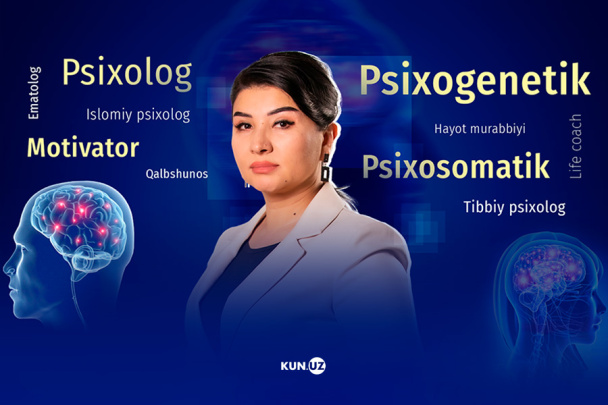 Ematolog
Psixolog
Islomiy psixolog
Motivator
Qalbshunos
Psixogenetik
Hayot murabbiyi
Life coach
Psixosomatik
Tibbiy psixolog
KUN.UZ